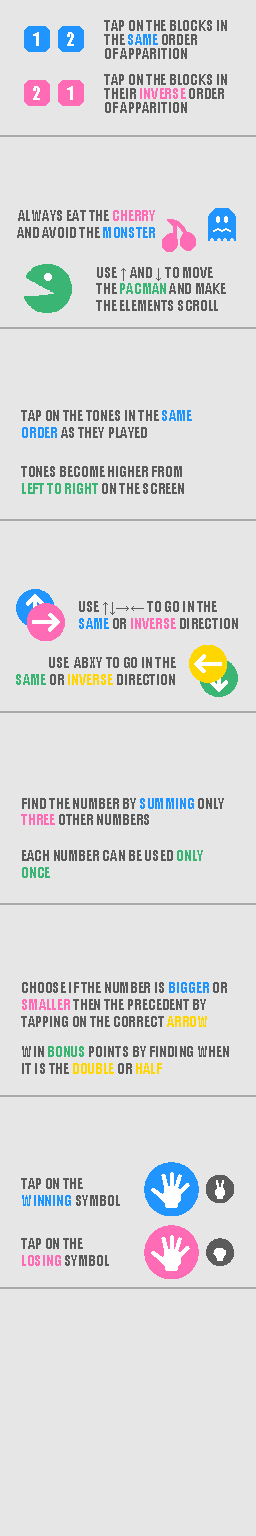 1 2
TAP ON THE BLOCKS IN
THE SAME ORDER
OF APPARITION
2 1
TAP ON THE BLOCKS IN
THEIR INVERSE ORDER
OF APPARITION
ALWAYS EAT THE CHERRY
AND AVOID THE MONSTER
USE ↑ AND ↓ TO MOVE
THE PACMAN AND MAKE
THE ELEMENTS SCROLL
TAP ON THE TONES IN THE SAME
ORDER AS THEY PLAYED
TONES BECOME HIGHER FROM
LEFT TO RIGHT ON THE SCREEN
USE ↑↓→← TO GO IN THE
SAME OR INVERSE DIRECTION
USE ABXY TO GO IN THE
SAME OR INVERSE DIRECTION
FIND THE NUMBER BY SUMMING ONLY
THREE OTHER NUMBERS
EACH NUMBER CAN BE USED ONLY
ONCE
CHOOSE IF THE NUMBER IS BIGGER OR
SMALLER THEN THE PRECEDENT BY
TAPPING ON THE CORRECT ARROW
WIN BONUS POINTS BY FINDING WHEN
IT IS THE DOUBLE OR HALF
TAP ON THE
WINNING SYMBOL
TAP ON THE
LOSING SYMBOL